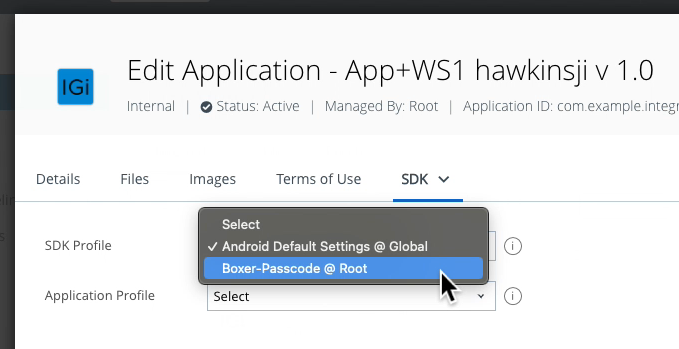 IGi
Edit Application - App+WS1 hawkinsji v 1.0
Internal | Status: Active | Managed By: Root | Application ID: com.example.integr
Details Files Images Terms of Use SDK
Select
SDK Profile ✓ Android Default Settings @ Global
Boxer-Passcode @ Root
Application Profile Select